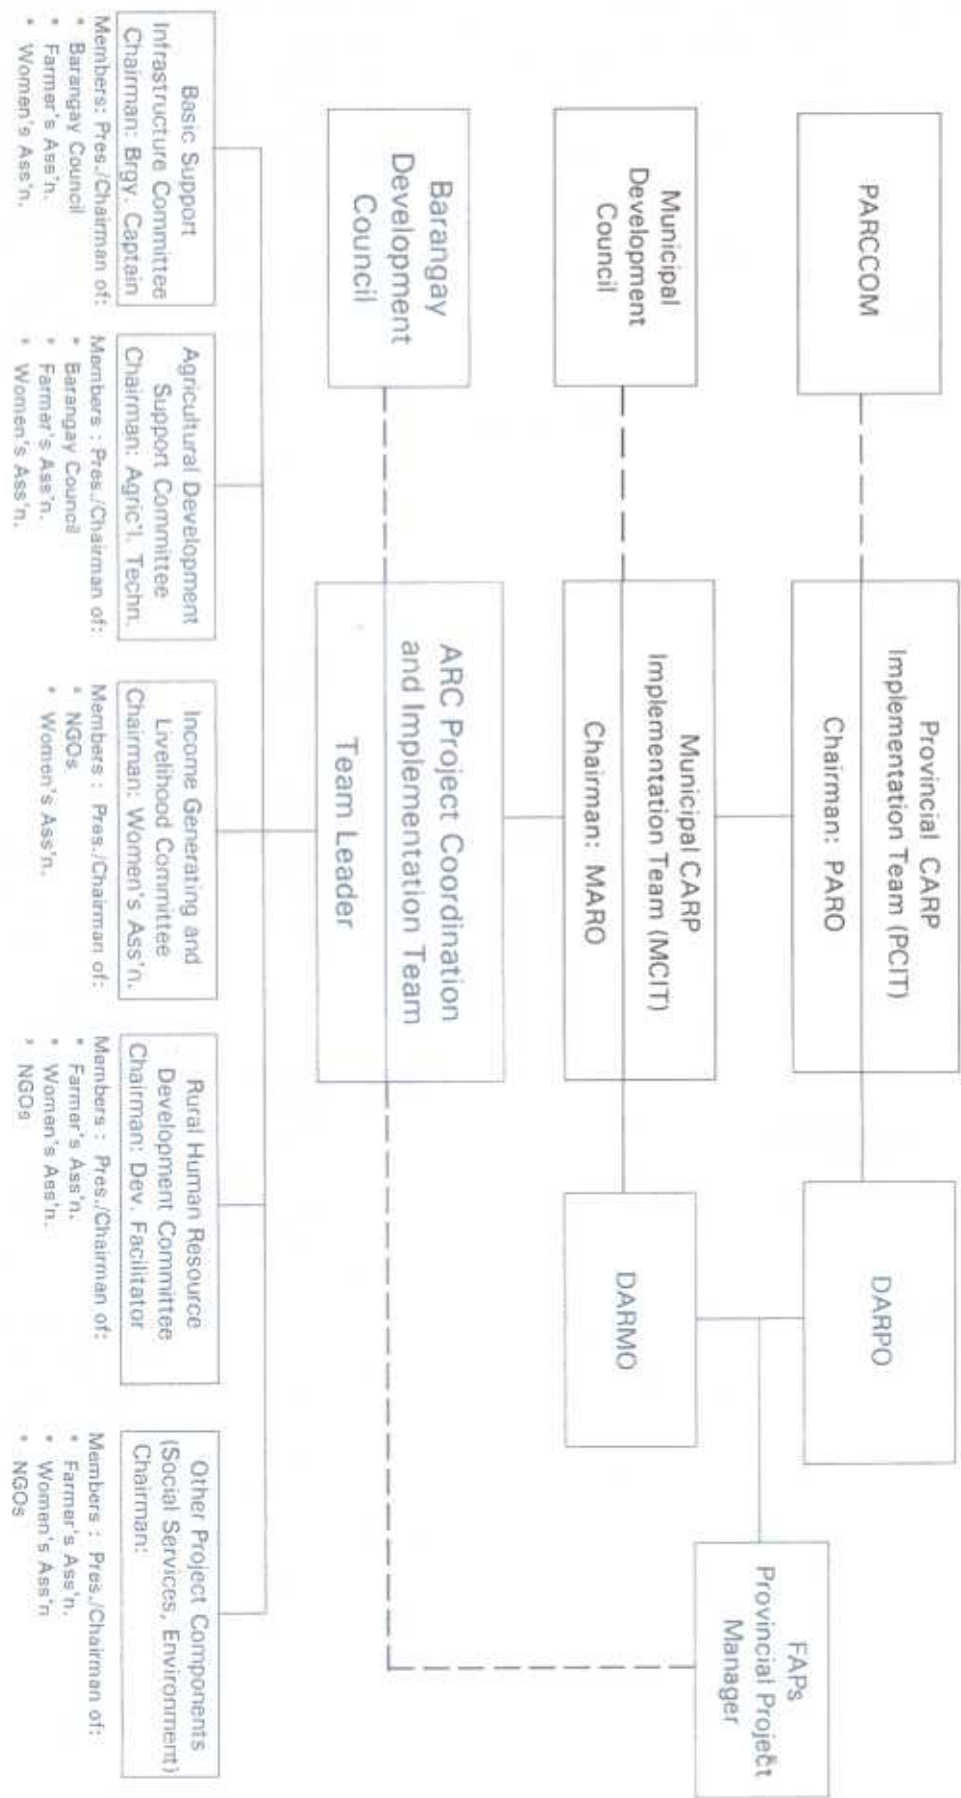 PARCCOM
Provincial CARP
Implementation Team (PCIT)
Chairman: PARO
DARPO
FAPs
Provincial Project
Manager
Municipal
Development
Council
Municipal CARP
Implementation Team (MCIT)
Chairman: MARO
DARMO
Barangay
Development
Council
ARC Project Coordination
and Implementation Team
Team Leader
Basic Support
Infrastructure Committee
Chairman: Brgy. Captain
Members: Pres./Chairman of:
• Barangay Council
• Farmer's Ass'n.
• Women's Ass'n.
Agricultural Development
Support Committee
Chairman: Agric'l. Techn.
Members : Pres./Chairman of:
• Barangay Council
• Farmer's Ass'n.
• Women's Ass'n.
Income Generating and
Livelihood Committee
Chairman: Women's Ass'n.
Members : Pres./Chairman of:
• NGOs
• Women's Ass'n.
Rural Human Resource
Development Committee
Chairman: Dev. Facilitator
Members : Pres./Chairman of:
• Farmer's Ass'n.
• Women's Ass'n.
• NGOs
Other Project Components
(Social Services, Environment)
Chairman:
Members : Pres./Chairman of:
• Farmer's Ass'n.
• Women's Ass'n
• NGOs